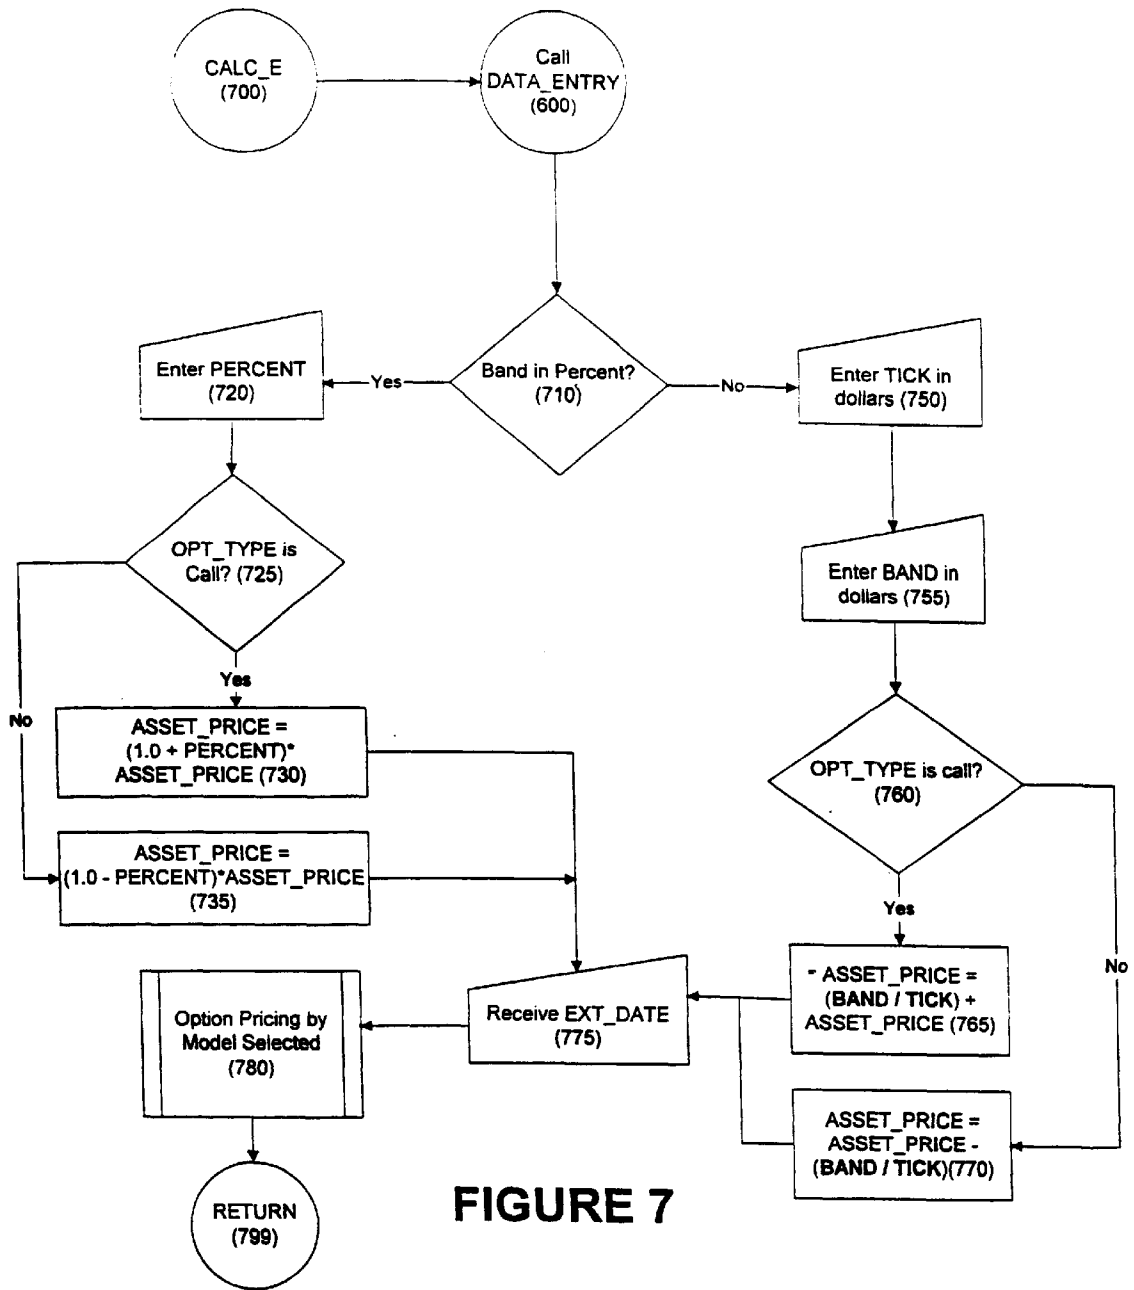 CALC_E
(700)
Call
DATA_ENTRY
(600)
Band in Percent?
(710)
Yes
No
Enter PERCENT
(720)
Enter TICK in
dollars (750)
OPT_TYPE is
Call? (725)
Yes
No
Enter BAND in
dollars (755)
ASSET_PRICE =
(1.0 + PERCENT)*
ASSET_PRICE (730)
OPT_TYPE is call?
(760)
Yes
No
ASSET_PRICE =
(1.0 - PERCENT)*ASSET_PRICE
(735)
ASSET_PRICE =
(BAND / TICK) +
ASSET_PRICE (765)
Receive EXT_DATE
(775)
Option Pricing by
Model Selected
(780)
ASSET_PRICE =
ASSET_PRICE -
(BAND / TICK)(770)
RETURN
(799)
FIGURE 7